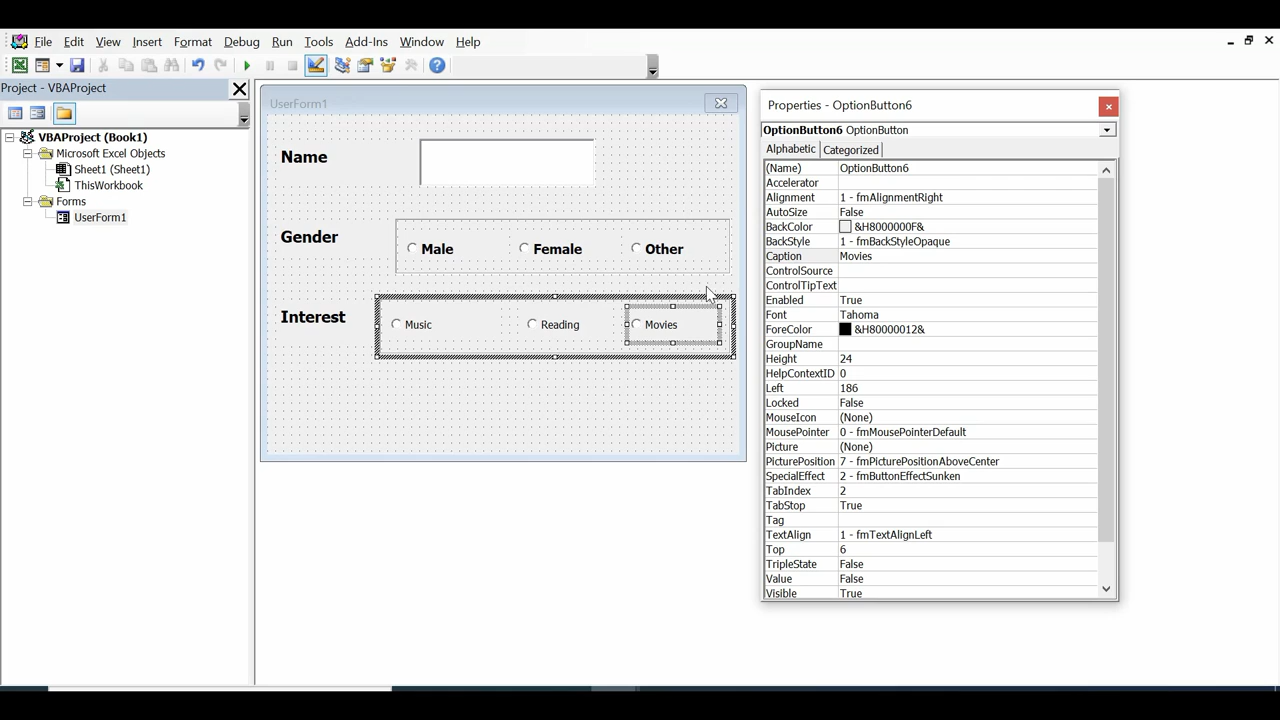 File Edit View Insert Format Debug Run Tools Add-Ins Window Help
Project - VBAProject
VBAProject (Book1)
Microsoft Excel Objects
Sheet1 (Sheet1)
ThisWorkbook
Forms
UserForm1
UserForm1
Name
Gender
Male Female Other
Interest
Music Reading Movies
Properties - OptionButton6
OptionButton6 OptionButton
Alphabetic Categorized
(Name) OptionButton6
Accelerator
Alignment 1 - fmAlignmentRight
AutoSize False
BackColor &H8000000F&
BackStyle 1 - fmBackStyleOpaque
Caption Movies
ControlSource
ControlTipText
Enabled True
Font Tahoma
ForeColor &H80000012&
GroupName
Height 24
HelpContextID 0
Left 186
Locked False
MouseIcon (None)
MousePointer 0 - fmMousePointerDefault
Picture (None)
PicturePosition 7 - fmPicturePositionAboveCenter
SpecialEffect 2 - fmButtonEffectSunken
TabIndex 2
TabStop True
Tag
TextAlign 1 - fmTextAlignLeft
Top 6
TripleState False
Value False
Visible True